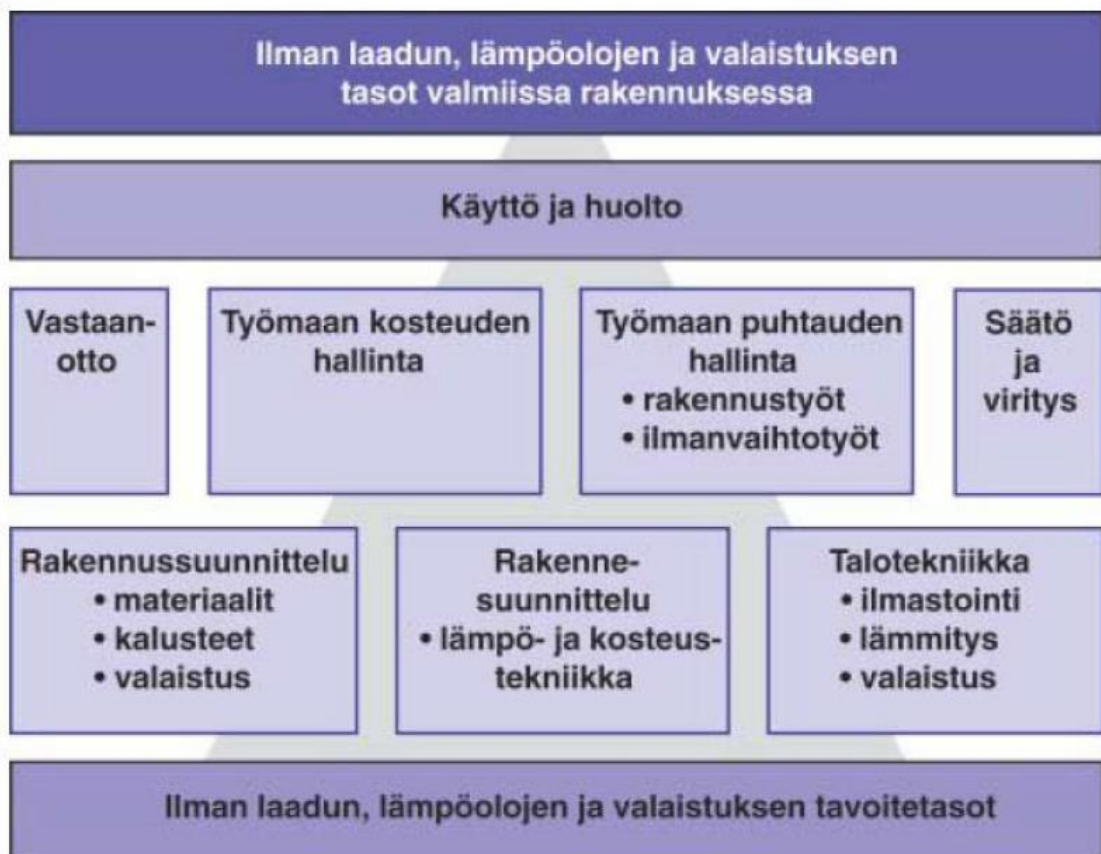 Ilman laadun, lämpöolojen ja valaistuksen
tasot valmiissa rakennuksessa
Käyttö ja huolto
Vastaan-
otto
Työmaan kosteuden
hallinta
Työmaan puhtauden
hallinta
• rakennustyöt
• ilmanvaihtotyöt
Säätö
ja
viritys
Rakennussuunnittelu
• materiaalit
• kalusteet
• valaistus
Rakenne-
suunnittelu
• lämpö- ja kosteus-
tekniikka
Talotekniikka
• ilmastointi
• lämmitys
• valaistus
Ilman laadun, lämpöolojen ja valaistuksen tavoitetasot